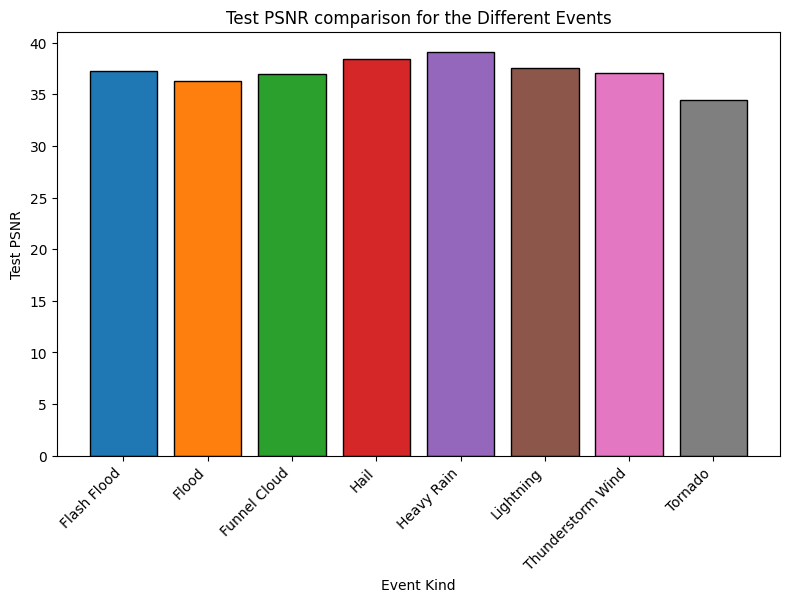 Test PSNR comparison for the Different Events
Test PSNR
40
35
30
25
20
15
10
5
0
Flash Flood
Flood
Funnel Cloud
Hail
Heavy Rain
Lightning
Thunderstorm Wind
Tornado
Event Kind